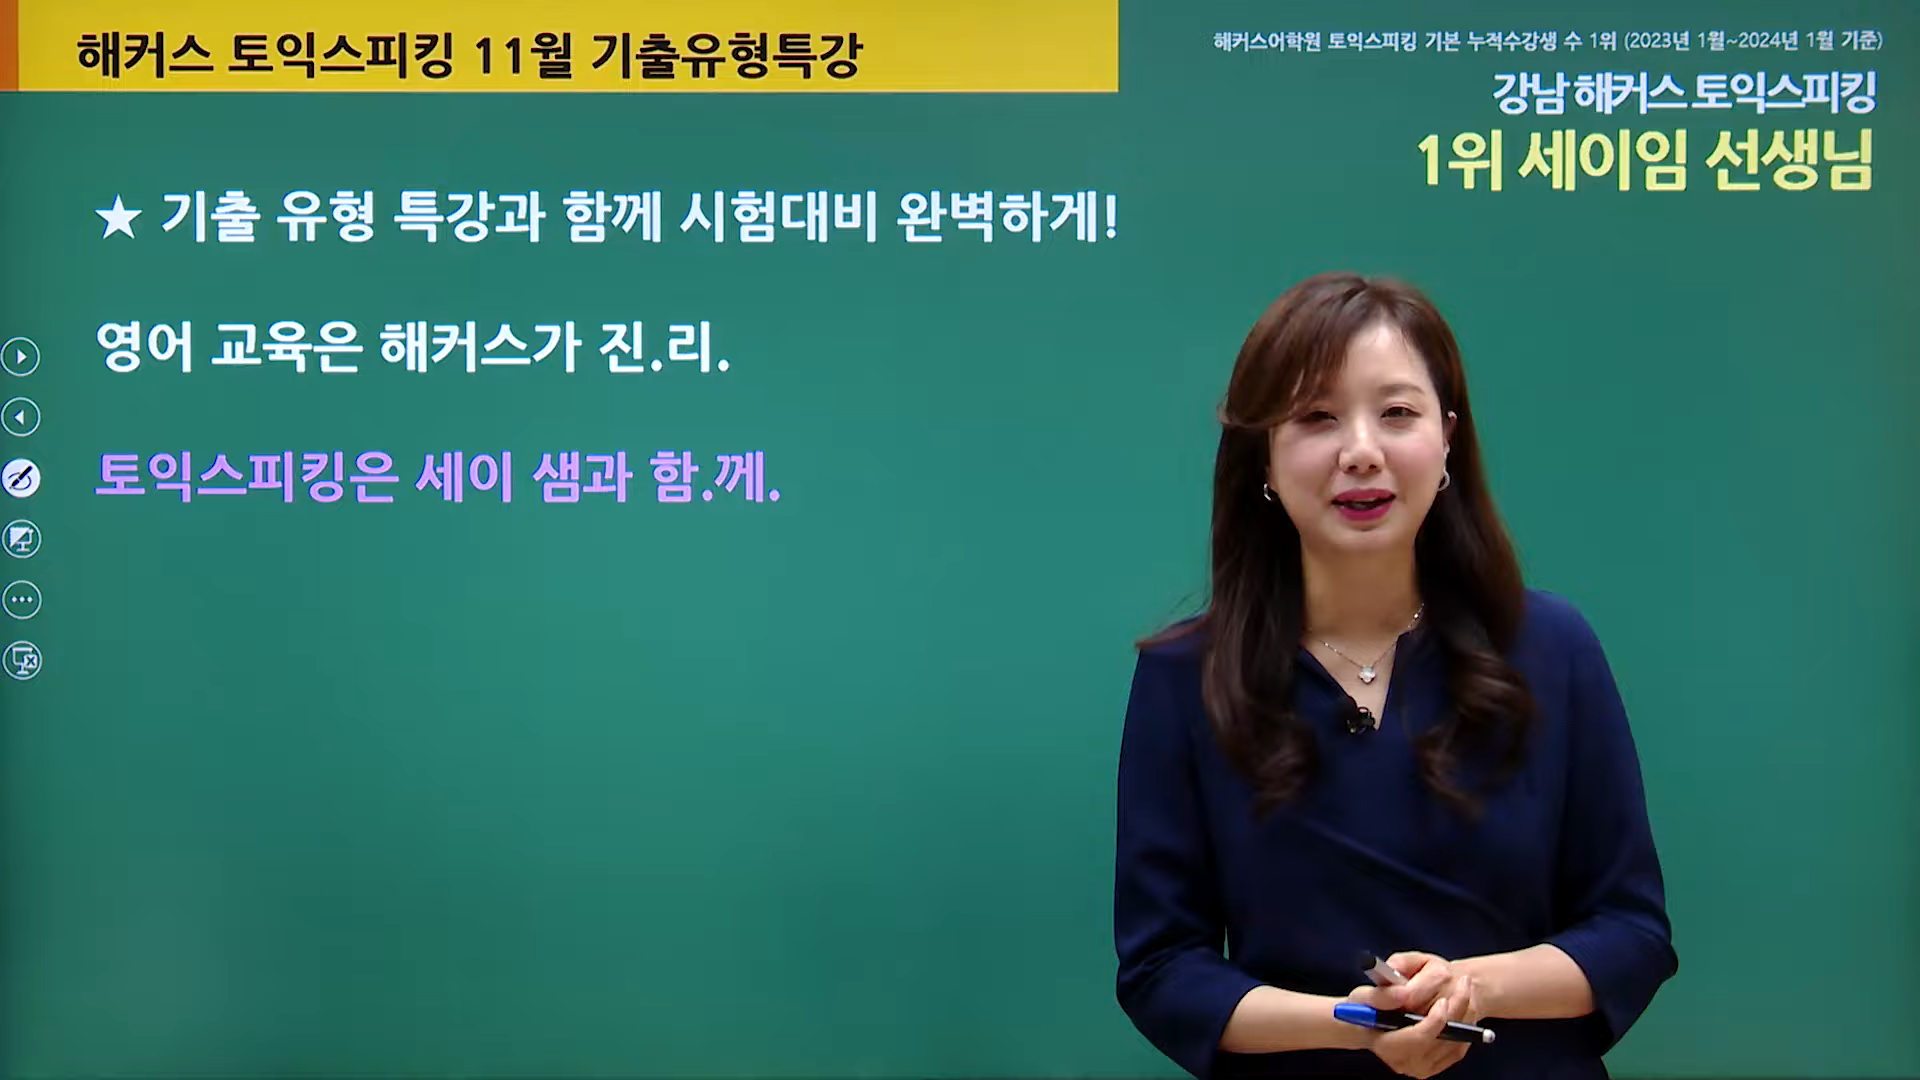 해커스 토익스피킹 11월 기출유형특강
해커스어학원 토익스피킹 기본 누적수강생 수 1위 (2023년 1월~2024년 1월 기준)
강남 해커스 토익스피킹
1위 세이임 선생님
★ 기출 유형 특강과 함께 시험대비 완벽하게!
영어 교육은 해커스가 진.리.
토익스피킹은 세이 샘과 함.께.